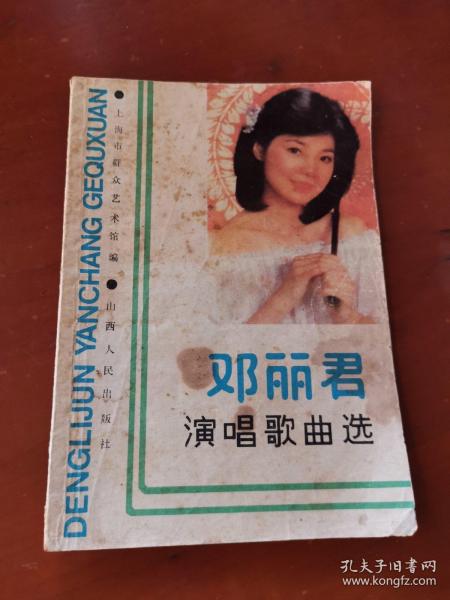 DENGLIJUN YANCHANG GEQUXUAN
●上海市群众艺术馆编 ●山西人民出版社
邓丽君
演唱歌曲选
孔夫子旧书网
www.kongfz.com